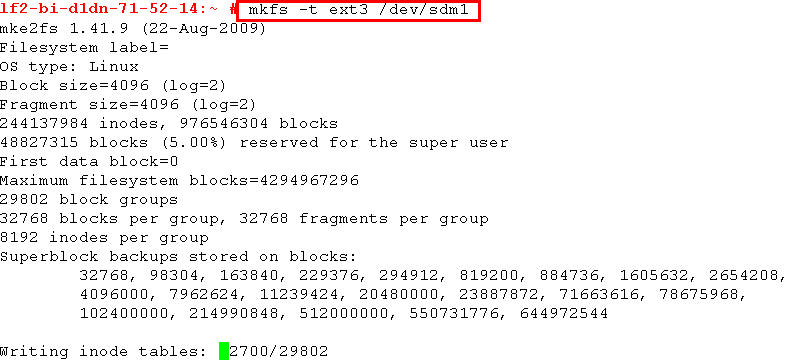 lf2-bi-d1dn-71-52-14:~ # mkfs -t ext3 /dev/sdm1
mke2fs 1.41.9 (22-Aug-2009)
Filesystem label=
OS type: Linux
Block size=4096 (log=2)
Fragment size=4096 (log=2)
244137984 inodes, 976546304 blocks
48827315 blocks (5.00%) reserved for the super user
First data block=0
Maximum filesystem blocks=4294967296
29802 block groups
32768 blocks per group, 32768 fragments per group
8192 inodes per group
Superblock backups stored on blocks:
32768, 98304, 163840, 229376, 294912, 819200, 884736, 1605632, 2654208,
4096000, 7962624, 11239424, 20480000, 23887872, 71663616, 78675968,
102400000, 214990848, 512000000, 550731776, 644972544
Writing inode tables: 2700/29802